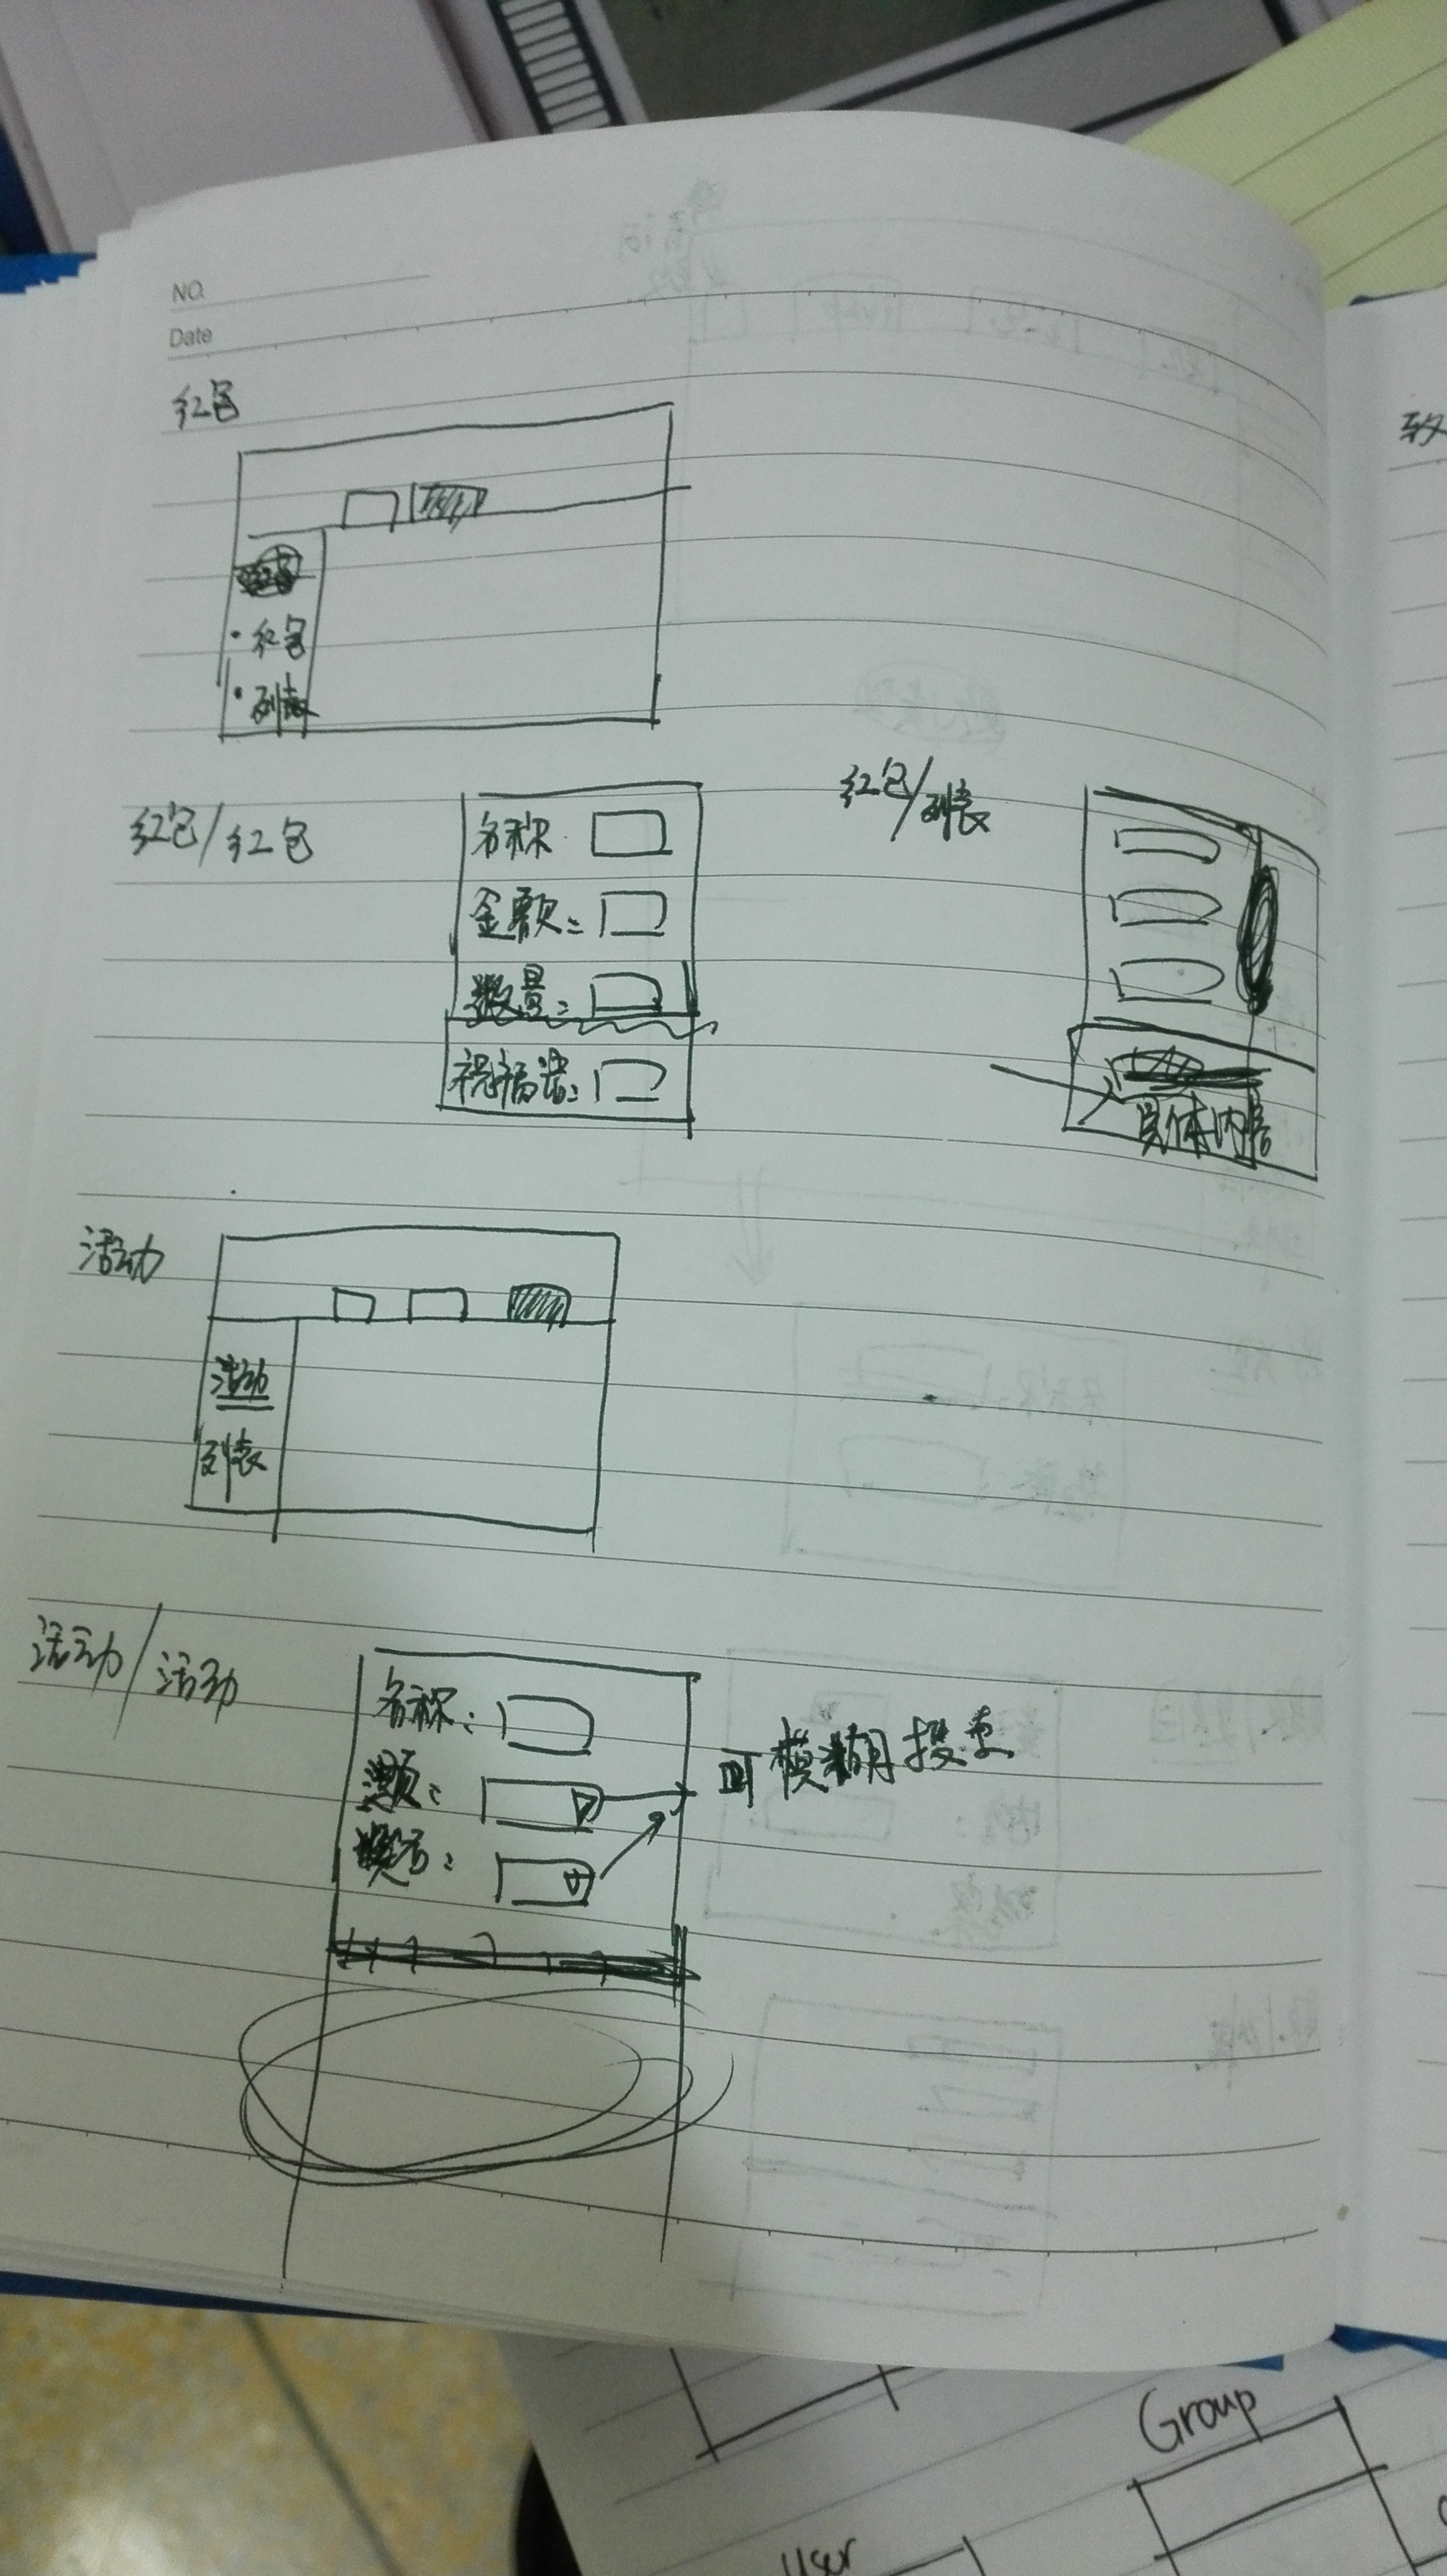 NO.
Date
红包
• 红包
• 列表
红包/红包
名称
金额:
数量:
祝福语:
红包/列表
具体内容
活动
活动
列表
活动/活动
名称:
可模糊搜索
Group
User
致